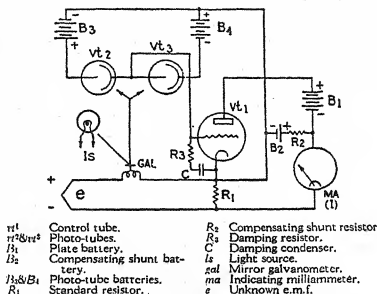 B₃
B₄
vt₂
vt₃
vt₁
B₁
ls
GAL
R₃
B₂
R₂
C
R₁
e
MA
(I)
vt¹ Control tube.
vt²&vt³ Photo-tubes.
B₁ Plate battery.
B₂ Compensating shunt bat-
tery.
B₃&B₄ Photo-tube batteries.
R₁ Standard resistor.
R₂ Compensating shunt resistor
R₃ Damping resistor.
C Damping condenser.
ls Light source.
gal Mirror galvanometer.
ma Indicating milliammeter.
e Unknown e.m.f.